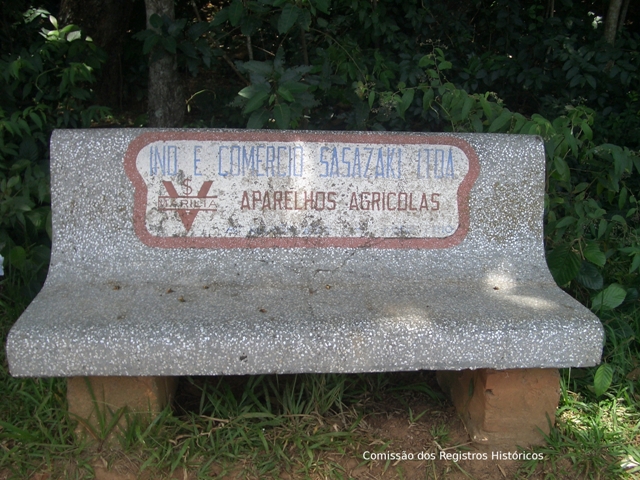 IND. E. COMERCIO SASAZAKI LTDA.
S
MARILIA
V
APARELHOS AGRICOLAS
Comissão dos Registros Históricos